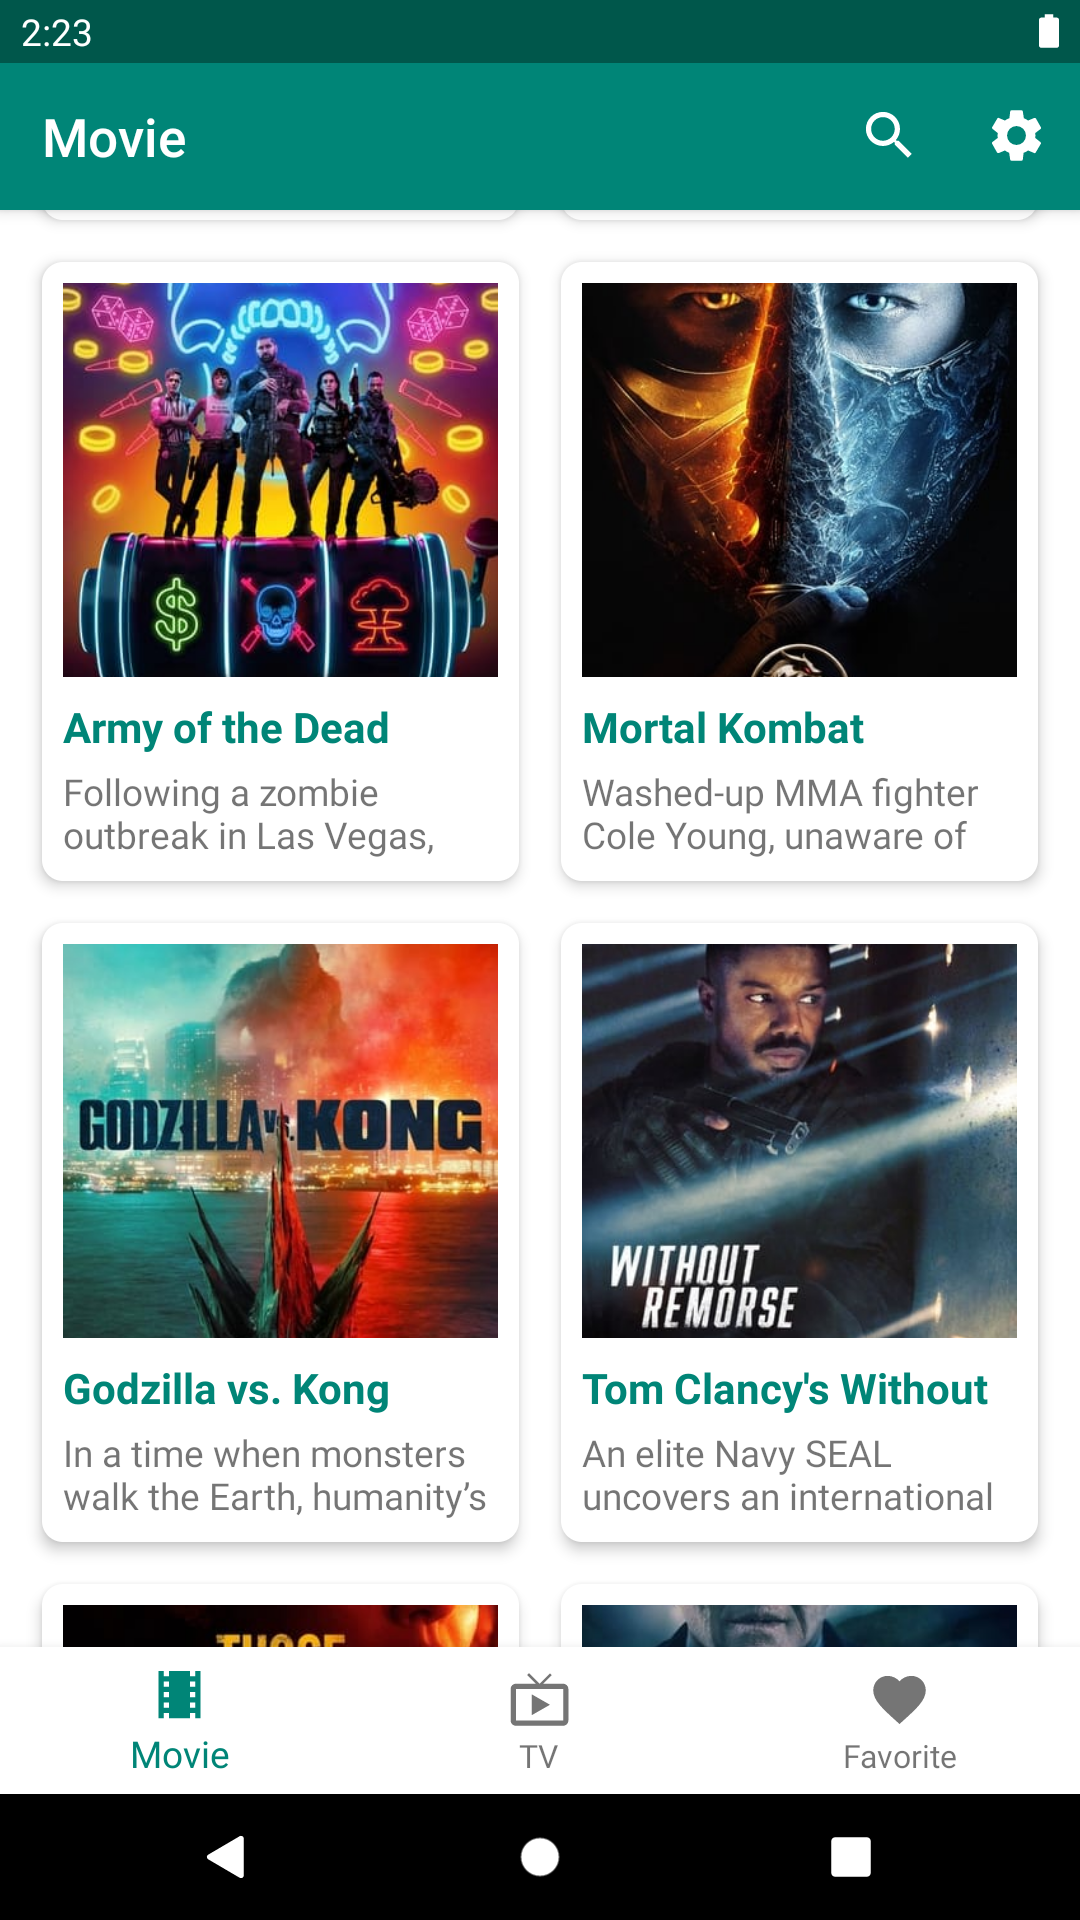 2:23
Movie
Army of the Dead
Following a zombie
outbreak in Las Vegas,
Mortal Kombat
Washed-up MMA fighter
Cole Young, unaware of
GODZILLA vs. KONG
Godzilla vs. Kong
In a time when monsters
walk the Earth, humanity’s
WITHOUT
REMORSE
Tom Clancy's Without
An elite Navy SEAL
uncovers an international
THOSE
Movie
TV
Favorite